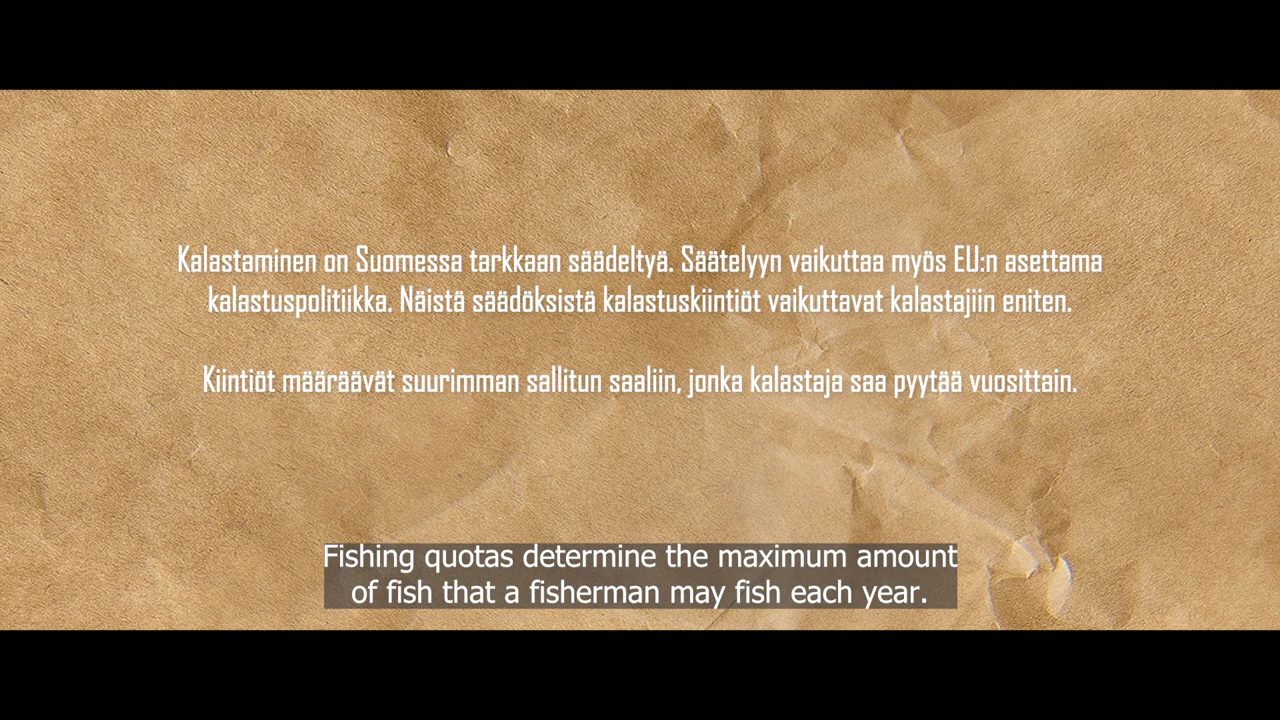 Kalastaminen on Suomessa tarkkaan säädeltyä. Säätelyyn vaikuttaa myös EU:n asettama
kalastuspolitiikka. Näistä säädöksistä kalastuskiintiöt vaikuttavat kalastajiin eniten.
Kiintiöt määräävät suurimman sallitun saaliin, jonka kalastaja saa pyytää vuosittain.
Fishing quotas determine the maximum amount
of fish that a fisherman may fish each year.